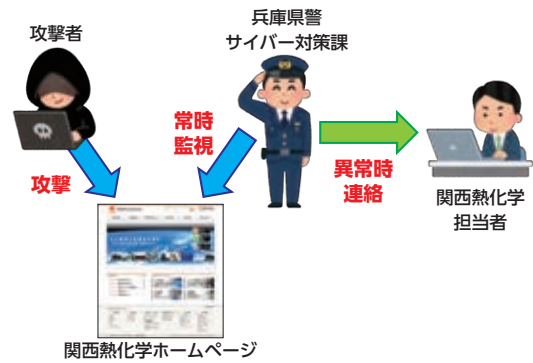 攻撃者
兵庫県警
サイバー対策課
常時
監視
攻撃
異常時
連絡
関西熱化学
担当者
関西熱化学ホームページ